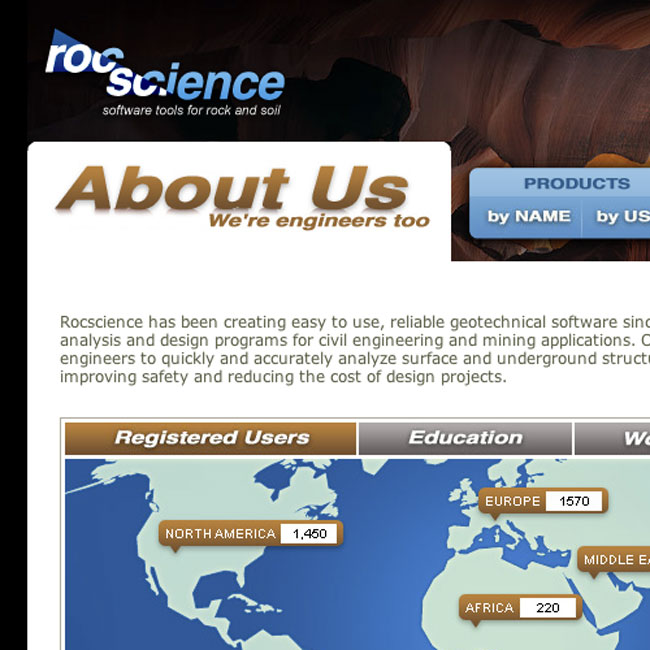 rocscience
software tools for rock and soil
About Us
We're engineers too
PRODUCTS
by NAME
by US
Rocscience has been creating easy to use, reliable geotechnical software sinc
analysis and design programs for civil engineering and mining applications.
engineers to quickly and accurately analyze surface and underground struct
improving safety and reducing the cost of design projects.
Registered Users
Education
EUROPE 1570
NORTH AMERICA 1,450
MIDDLE EA
AFRICA 220